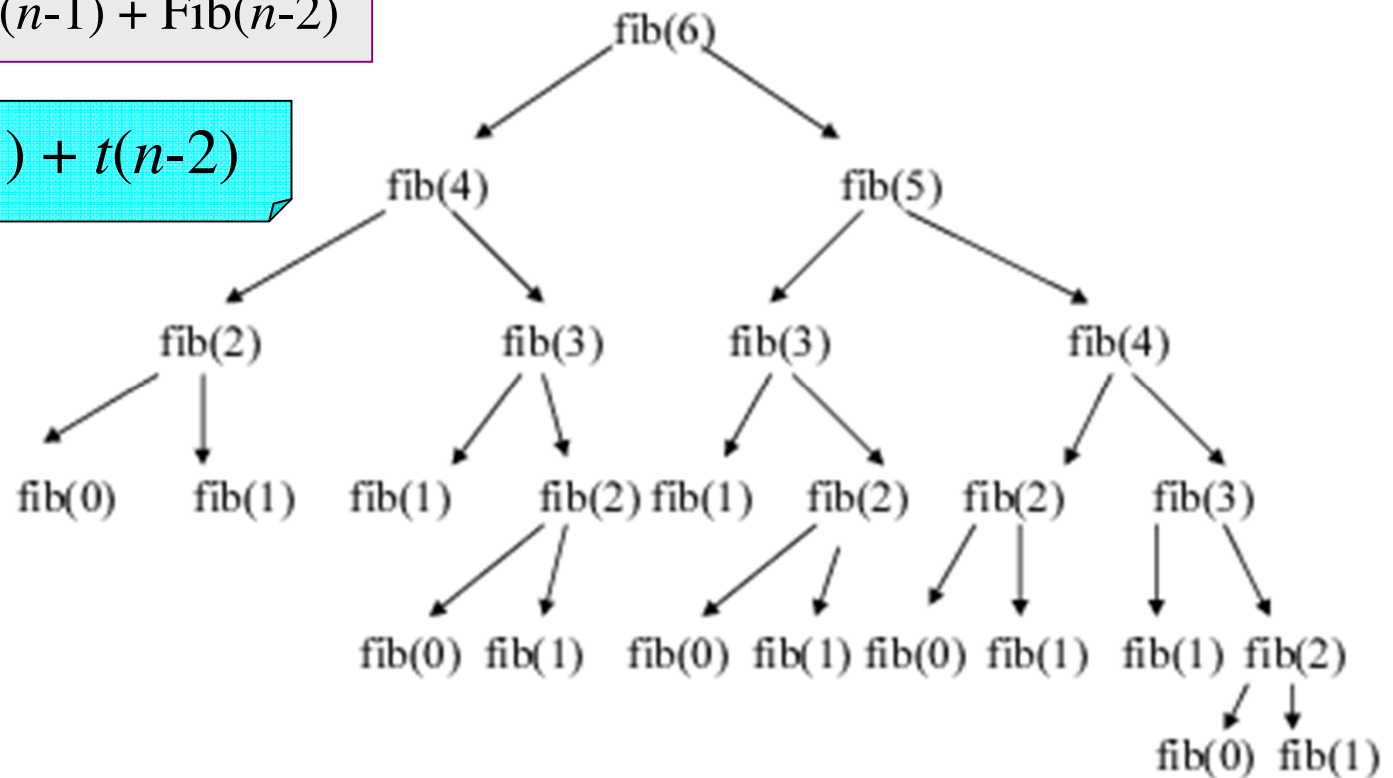 (n-1) + Fib(n-2)
fib(6)
) + t(n-2)
fib(4) fib(5)
fib(2) fib(3) fib(3) fib(4)
fib(0) fib(1) fib(1) fib(2) fib(1) fib(2) fib(2) fib(3)
fib(0) fib(1) fib(0) fib(1) fib(0) fib(1) fib(1) fib(2)
fib(0) fib(1)